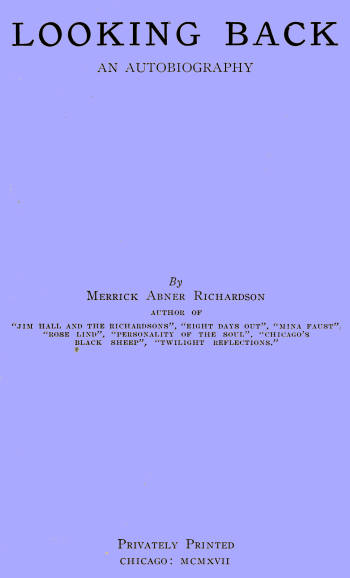 LOOKING BACK
AN AUTOBIOGRAPHY
By
MERRICK ABNER RICHARDSON
AUTHOR OF
"JIM HALL AND THE RICHARDSONS", "EIGHT DAYS OUT", "MINA FAUST",
"ROSE LIND", "PERSONALITY OF THE SOUL", "CHICAGO'S
BLACK SHEEP", "TWILIGHT REFLECTIONS."
PRIVATELY PRINTED
CHICAGO: MCMXVII